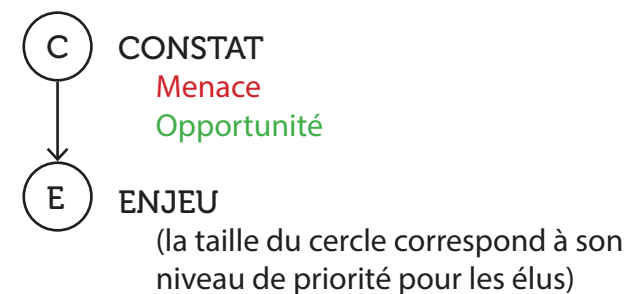 C CONSTAT
Menace
Opportunité
E ENJEU
(la taille du cercle correspond à son
niveau de priorité pour les élus)